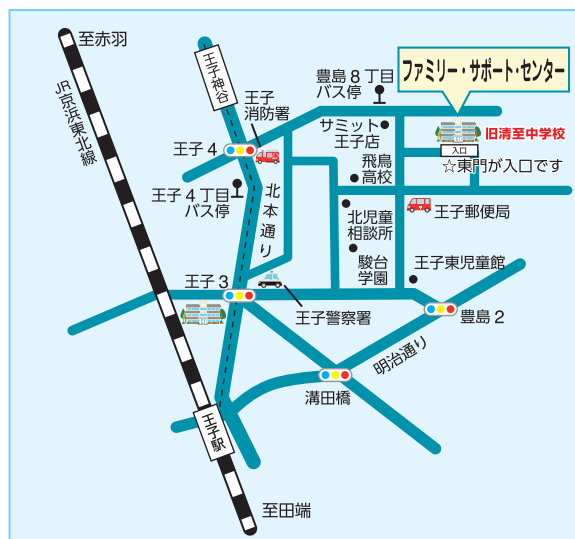 至赤羽
JR京浜東北線
王子神谷
王子
消防署
豊島8丁目
バス停
ファミリー・サポート・センター
サミット
王子店
旧清至中学校
入口
☆東門が入口です
王子4
飛鳥
高校
王子4丁目
バス停
北本通り
北児童
相談所
王子郵便局
駿台
学園
王子東児童館
王子3
王子警察署
豊島2
明治通り
溝田橋
王子駅
至田端